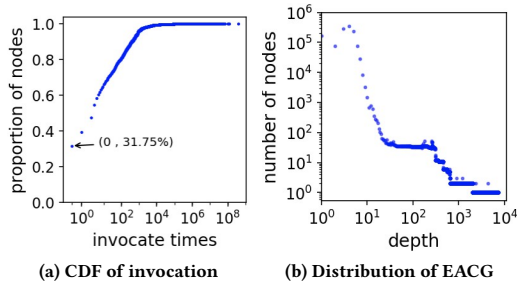 proportion of nodes
1.0
0.8
0.6
0.4
0.2
0.0
(0 , 31.75%)
10^0 10^2 10^4 10^6 10^8
invocate times
(a) CDF of invocation
number of nodes
10^6
10^5
10^4
10^3
10^2
10^1
10^0
10^0 10^1 10^2 10^3 10^4
depth
(b) Distribution of EACG